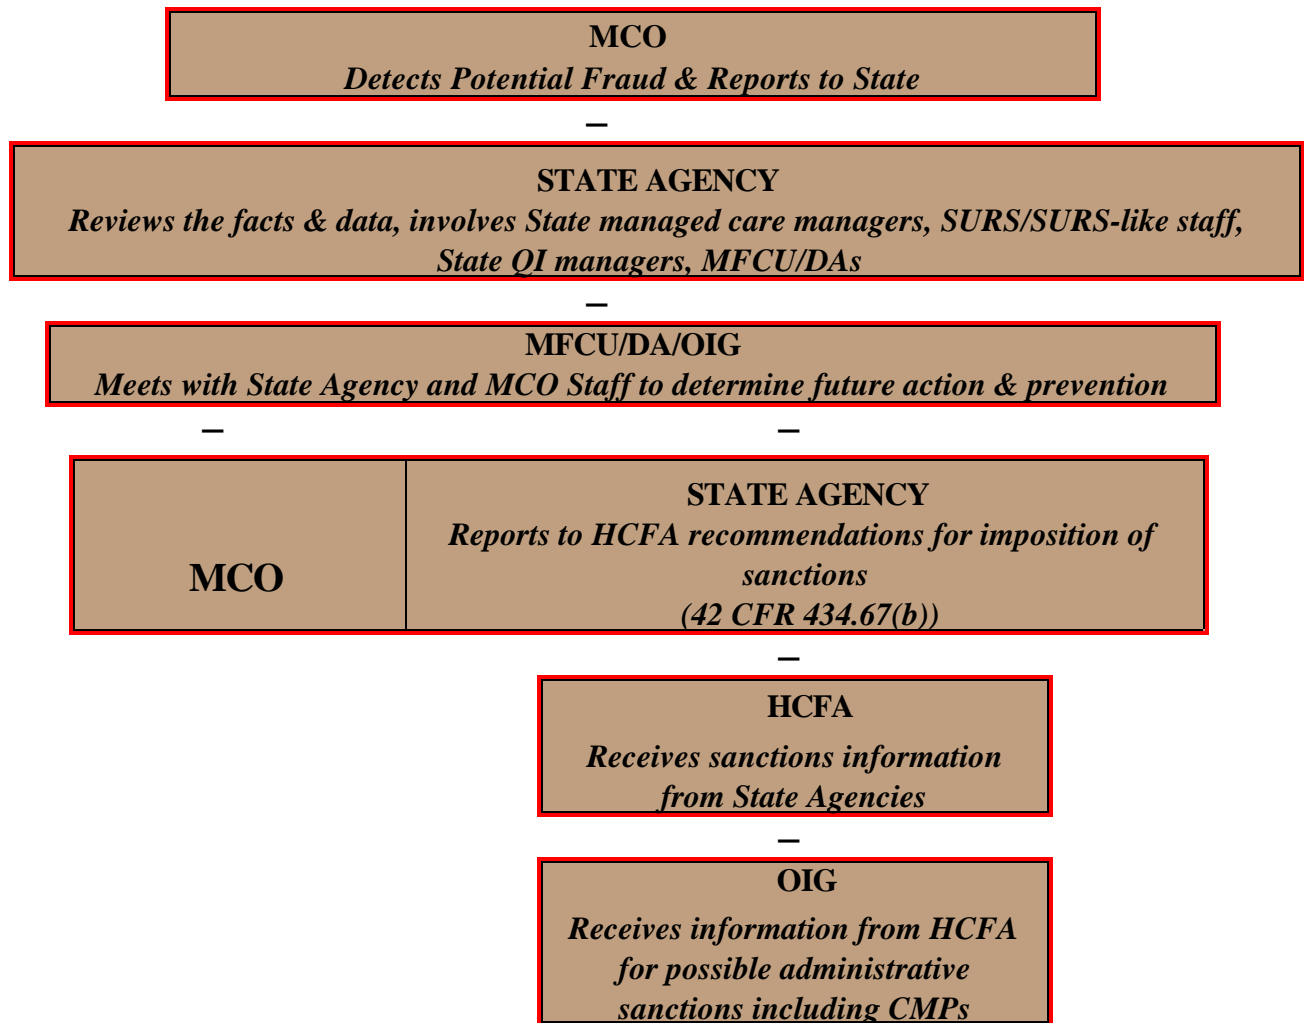 MCO
Detects Potential Fraud & Reports to State
–
STATE AGENCY
Reviews the facts & data, involves State managed care managers, SURS/SURS-like staff,
State QI managers, MFCU/DAs
–
MFCU/DA/OIG
Meets with State Agency and MCO Staff to determine future action & prevention
– –
MCO
STATE AGENCY
Reports to HCFA recommendations for imposition of
sanctions
(42 CFR 434.67(b))
–
HCFA
Receives sanctions information
from State Agencies
–
OIG
Receives information from HCFA
for possible administrative
sanctions including CMPs